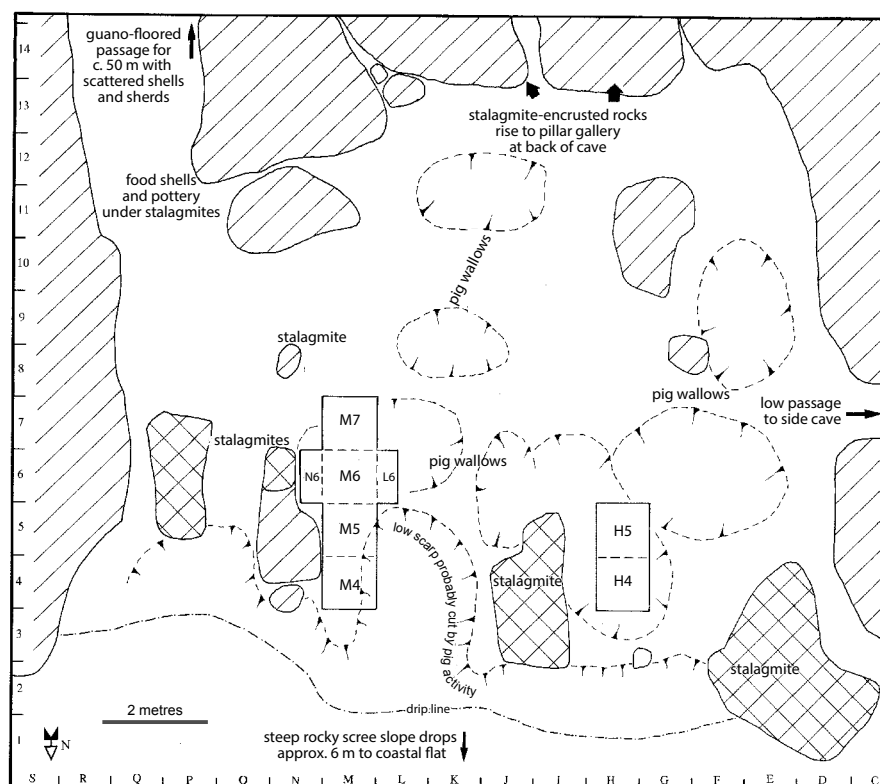 14
13
12
11
10
9
8
7
6
5
4
3
2
1
guano-floored
passage for
c. 50 m with
scattered shells
and sherds
stalagmite-encrusted rocks
rise to pillar gallery
at back of cave
food shells
and pottery
under stalagmites
pig wallows
stalagmite
pig wallows
low passage
to side cave
stalagmites
M7
pig wallows
N6
M6
L6
M5
H5
low scarp probably cut by pig activity
M4
stalagmite
H4
stalagmite
2 metres
drip line
steep rocky scree slope drops
approx. 6 m to coastal flat
N
S R Q P O N M L K J I H G F E D C